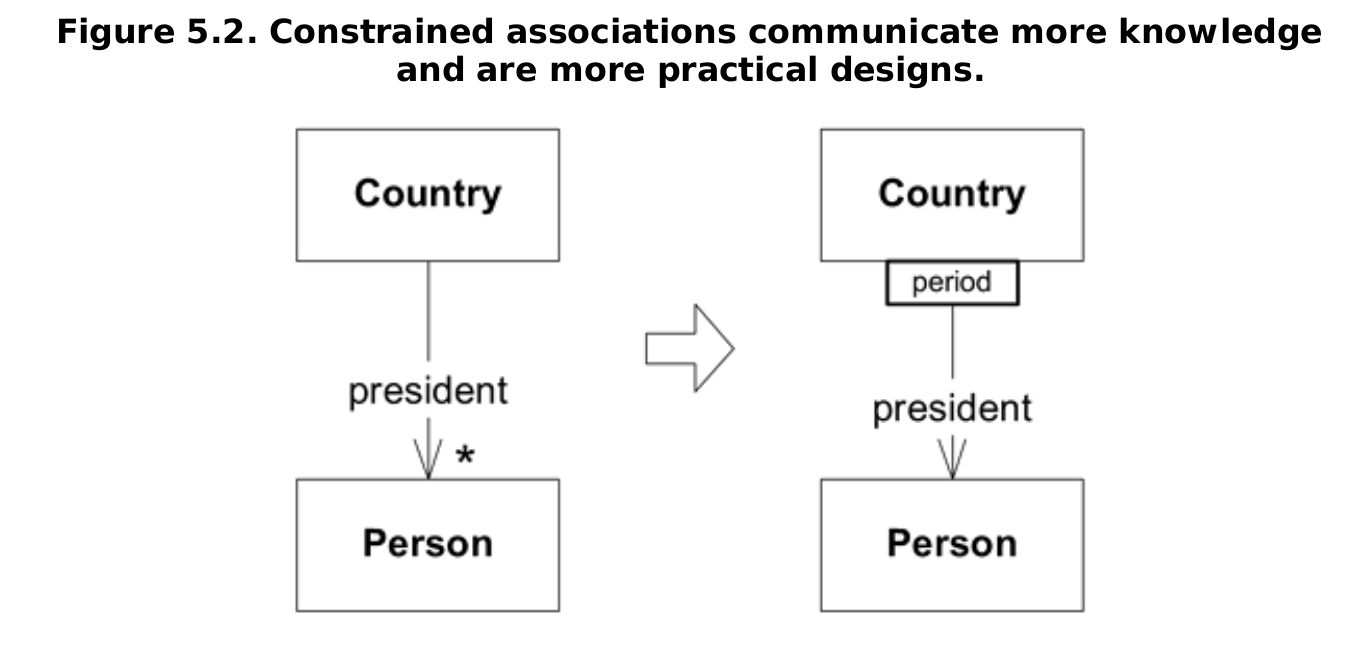 Figure 5.2. Constrained associations communicate more knowledge
and are more practical designs.
Country
president
*
Person
Country
period
president
Person